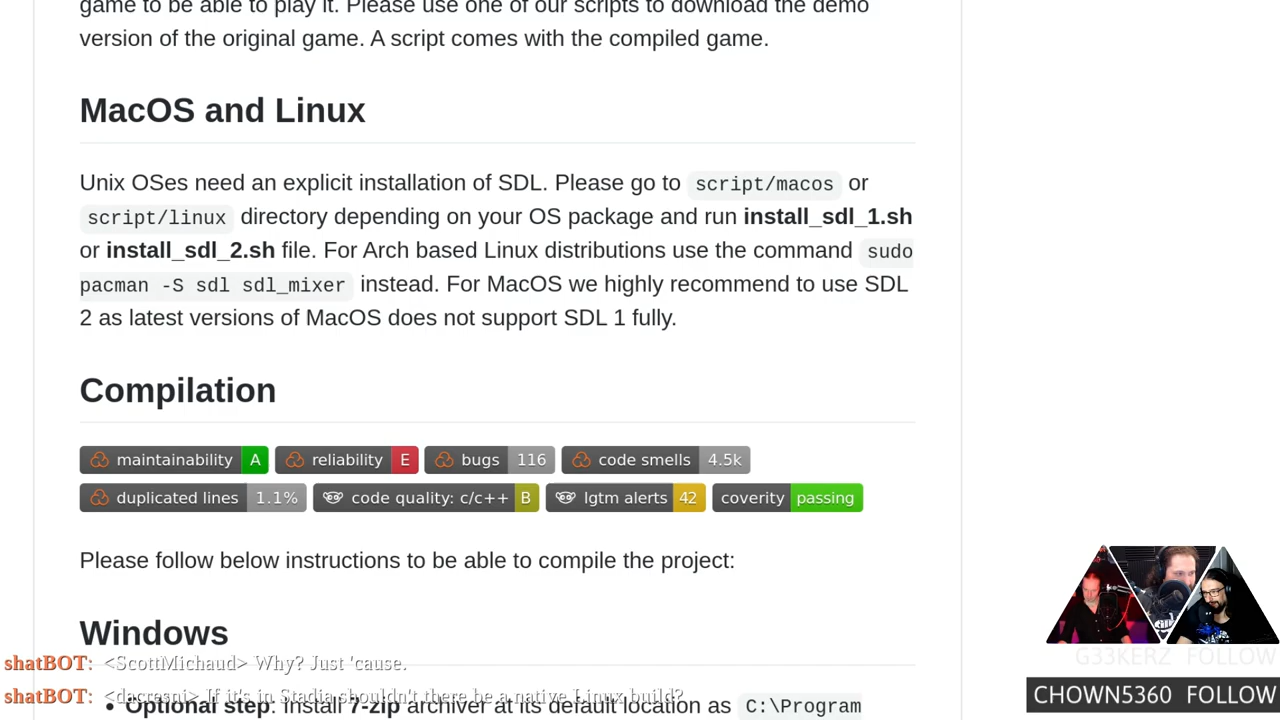 game to be able to play it. Please use one of our scripts to download the demo
version of the original game. A script comes with the compiled game.
MacOS and Linux
Unix OSes need an explicit installation of SDL. Please go to script/macos or
script/linux directory depending on your OS package and run install_sdl_1.sh
or install_sdl_2.sh file. For Arch based Linux distributions use the command sudo
pacman -S sdl sdl_mixer instead. For MacOS we highly recommend to use SDL
2 as latest versions of MacOS does not support SDL 1 fully.
Compilation
maintainability A reliability E bugs 116 code smells 4.5k
duplicated lines 1.1% code quality: c/c++ B lgtm alerts 42 coverity passing
Please follow below instructions to be able to compile the project:
Windows
shatBOT: <ScottMichaud> Why? Just 'cause.
shatBOT: <dacresni> If it's in Stadia shouldn't there be a native Linux build?
• Optional step: Install 7-zip archiver at its default location as C:\Program
G33KERZ FOLLOW
CHOWN5360 FOLLOW